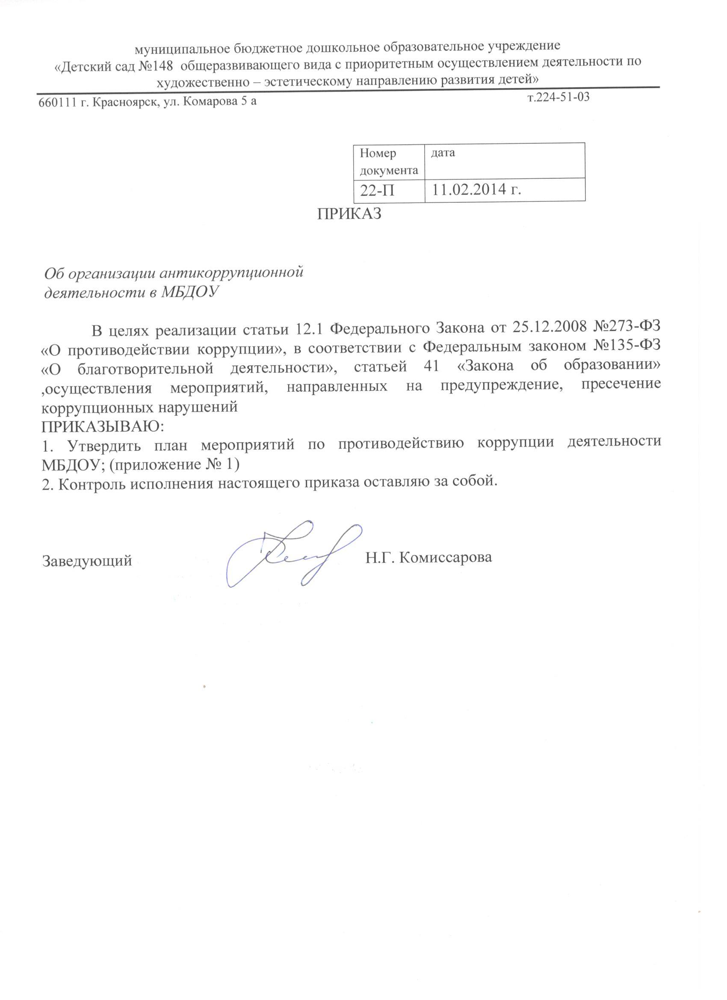 муниципальное бюджетное дошкольное образовательное учреждение
«Детский сад №148 общеразвивающего вида с приоритетным осуществлением деятельности по
художественно – эстетическому направлению развития детей»
660111 г. Красноярск, ул. Комарова 5 а т.224-51-03
Номер документа дата
22-П 11.02.2014 г.
ПРИКАЗ
Об организации антикоррупционной
деятельности в МБДОУ
В целях реализации статьи 12.1 Федерального Закона от 25.12.2008 №273-ФЗ
«О противодействии коррупции», в соответствии с Федеральным законом №135-ФЗ
«О благотворительной деятельности», статьей 41 «Закона об образовании»
,осуществления мероприятий, направленных на предупреждение, пресечение
коррупционных нарушений
ПРИКАЗЫВАЮ:
1. Утвердить план мероприятий по противодействию коррупции деятельности
МБДОУ; (приложение № 1)
2. Контроль исполнения настоящего приказа оставляю за собой.
Заведующий Н.Г. Комиссарова